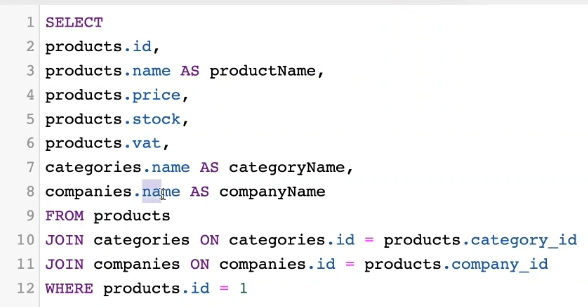 1 SELECT
2 products.id,
3 products.name AS productName,
4 products.price,
5 products.stock,
6 products.vat,
7 categories.name AS categoryName,
8 companies.name AS companyName
9 FROM products
10 JOIN categories ON categories.id = products.category_id
11 JOIN companies ON companies.id = products.company_id
12 WHERE products.id = 1